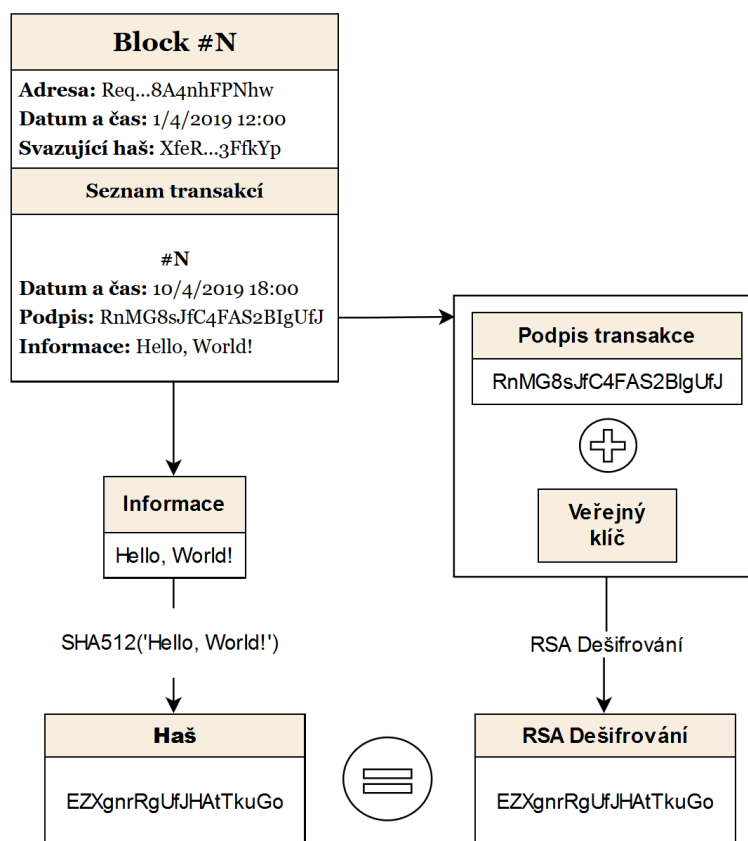 Block #N
Adresa: Req...8A4nhFPNhw
Datum a čas: 1/4/2019 12:00
Svazující haš: XfeR...3FfkYp
Seznam transakcí
#N
Datum a čas: 10/4/2019 18:00
Podpis: RnMG8sJfC4FAS2BIgUfJ
Informace: Hello, World!
Podpis transakce
RnMG8sJfC4FAS2BIgUfJ
Veřejný
klíč
Informace
Hello, World!
SHA512('Hello, World!')
RSA Dešifrování
Haš
EZXgnrRgUfJHAtTkuGo
RSA Dešifrování
EZXgnrRgUfJHAtTkuGo